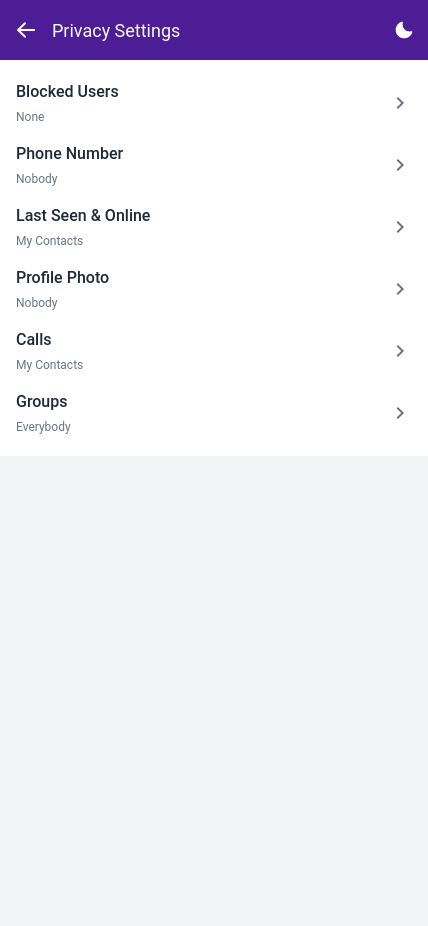 Privacy Settings
Blocked Users
None
Phone Number
Nobody
Last Seen & Online
My Contacts
Profile Photo
Nobody
Calls
My Contacts
Groups
Everybody